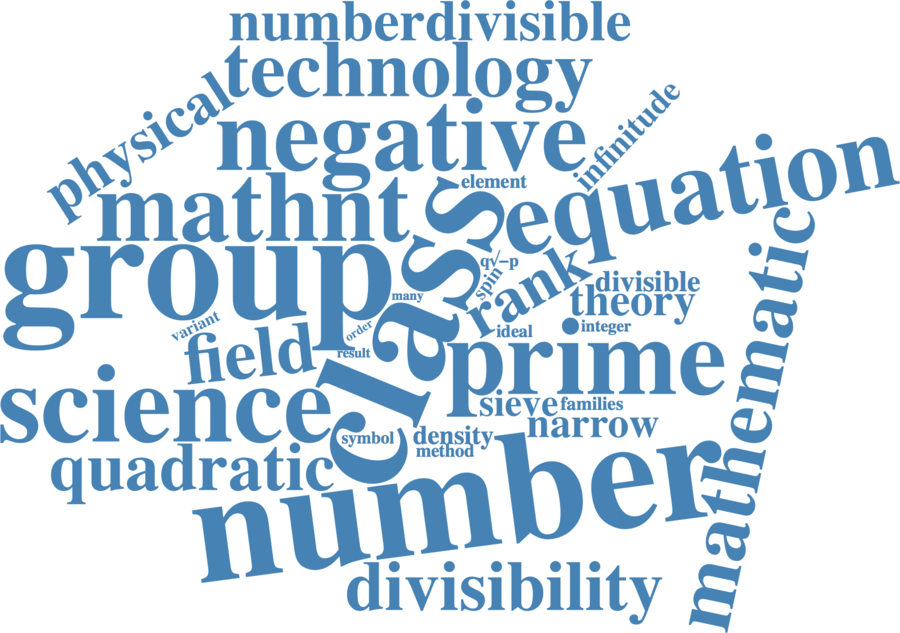 numberdivisible
technology
physical
negative
infinitude
element
equation
mathnt
class
group
q√-p
spin
rank
divisible
theory
many
mathematic
variant
order
ideal
integer
field
result
prime
science
sieve
families
narrow
symbol
density
method
quadratic
number
divisibility